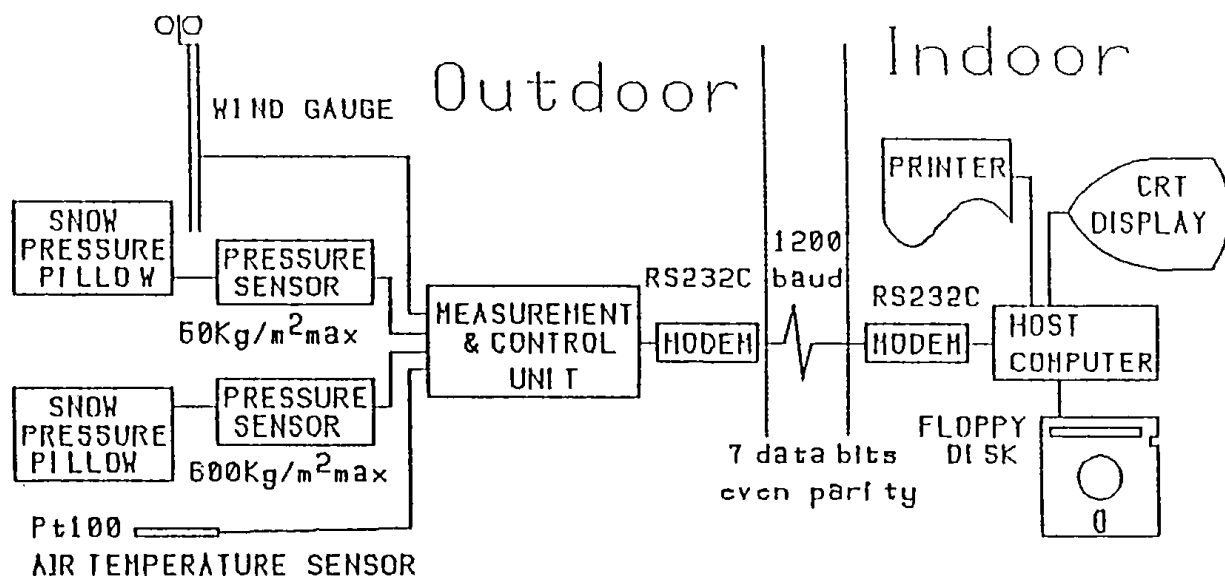 Outdoor
Indoor
WIND GAUGE
PRINTER
CRT
DISPLAY
SNOW
PRESSURE
PILLOW
PRESSURE
SENSOR
60Kg/m²max
1200
baud
RS232C
RS232C
MEASUREMENT
& CONTROL
UNIT
MODEM
MODEM
HOST
COMPUTER
SNOW
PRESSURE
PILLOW
PRESSURE
SENSOR
600Kg/m²max
7 data bits
even parity
FLOPPY
DISK
Pt100
AIR TEMPERATURE SENSOR